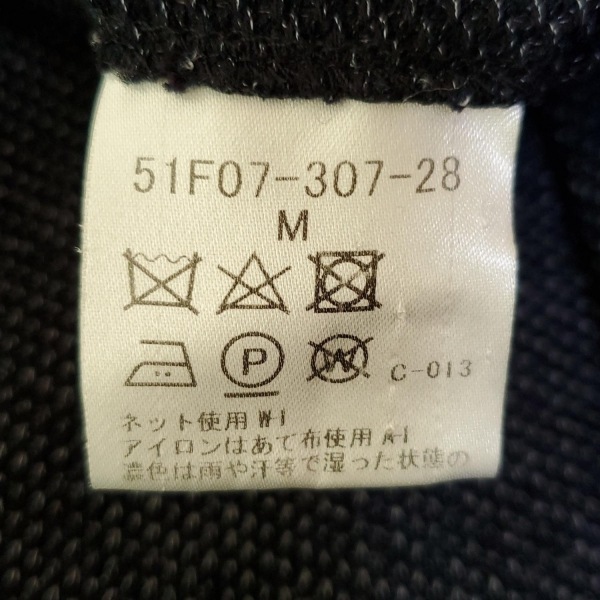 51F07-307-28
M
P
W
C-013
ネット使用 W-1
アイロンはあて布使用 A-1
濃色は雨や汗等で湿った状態の